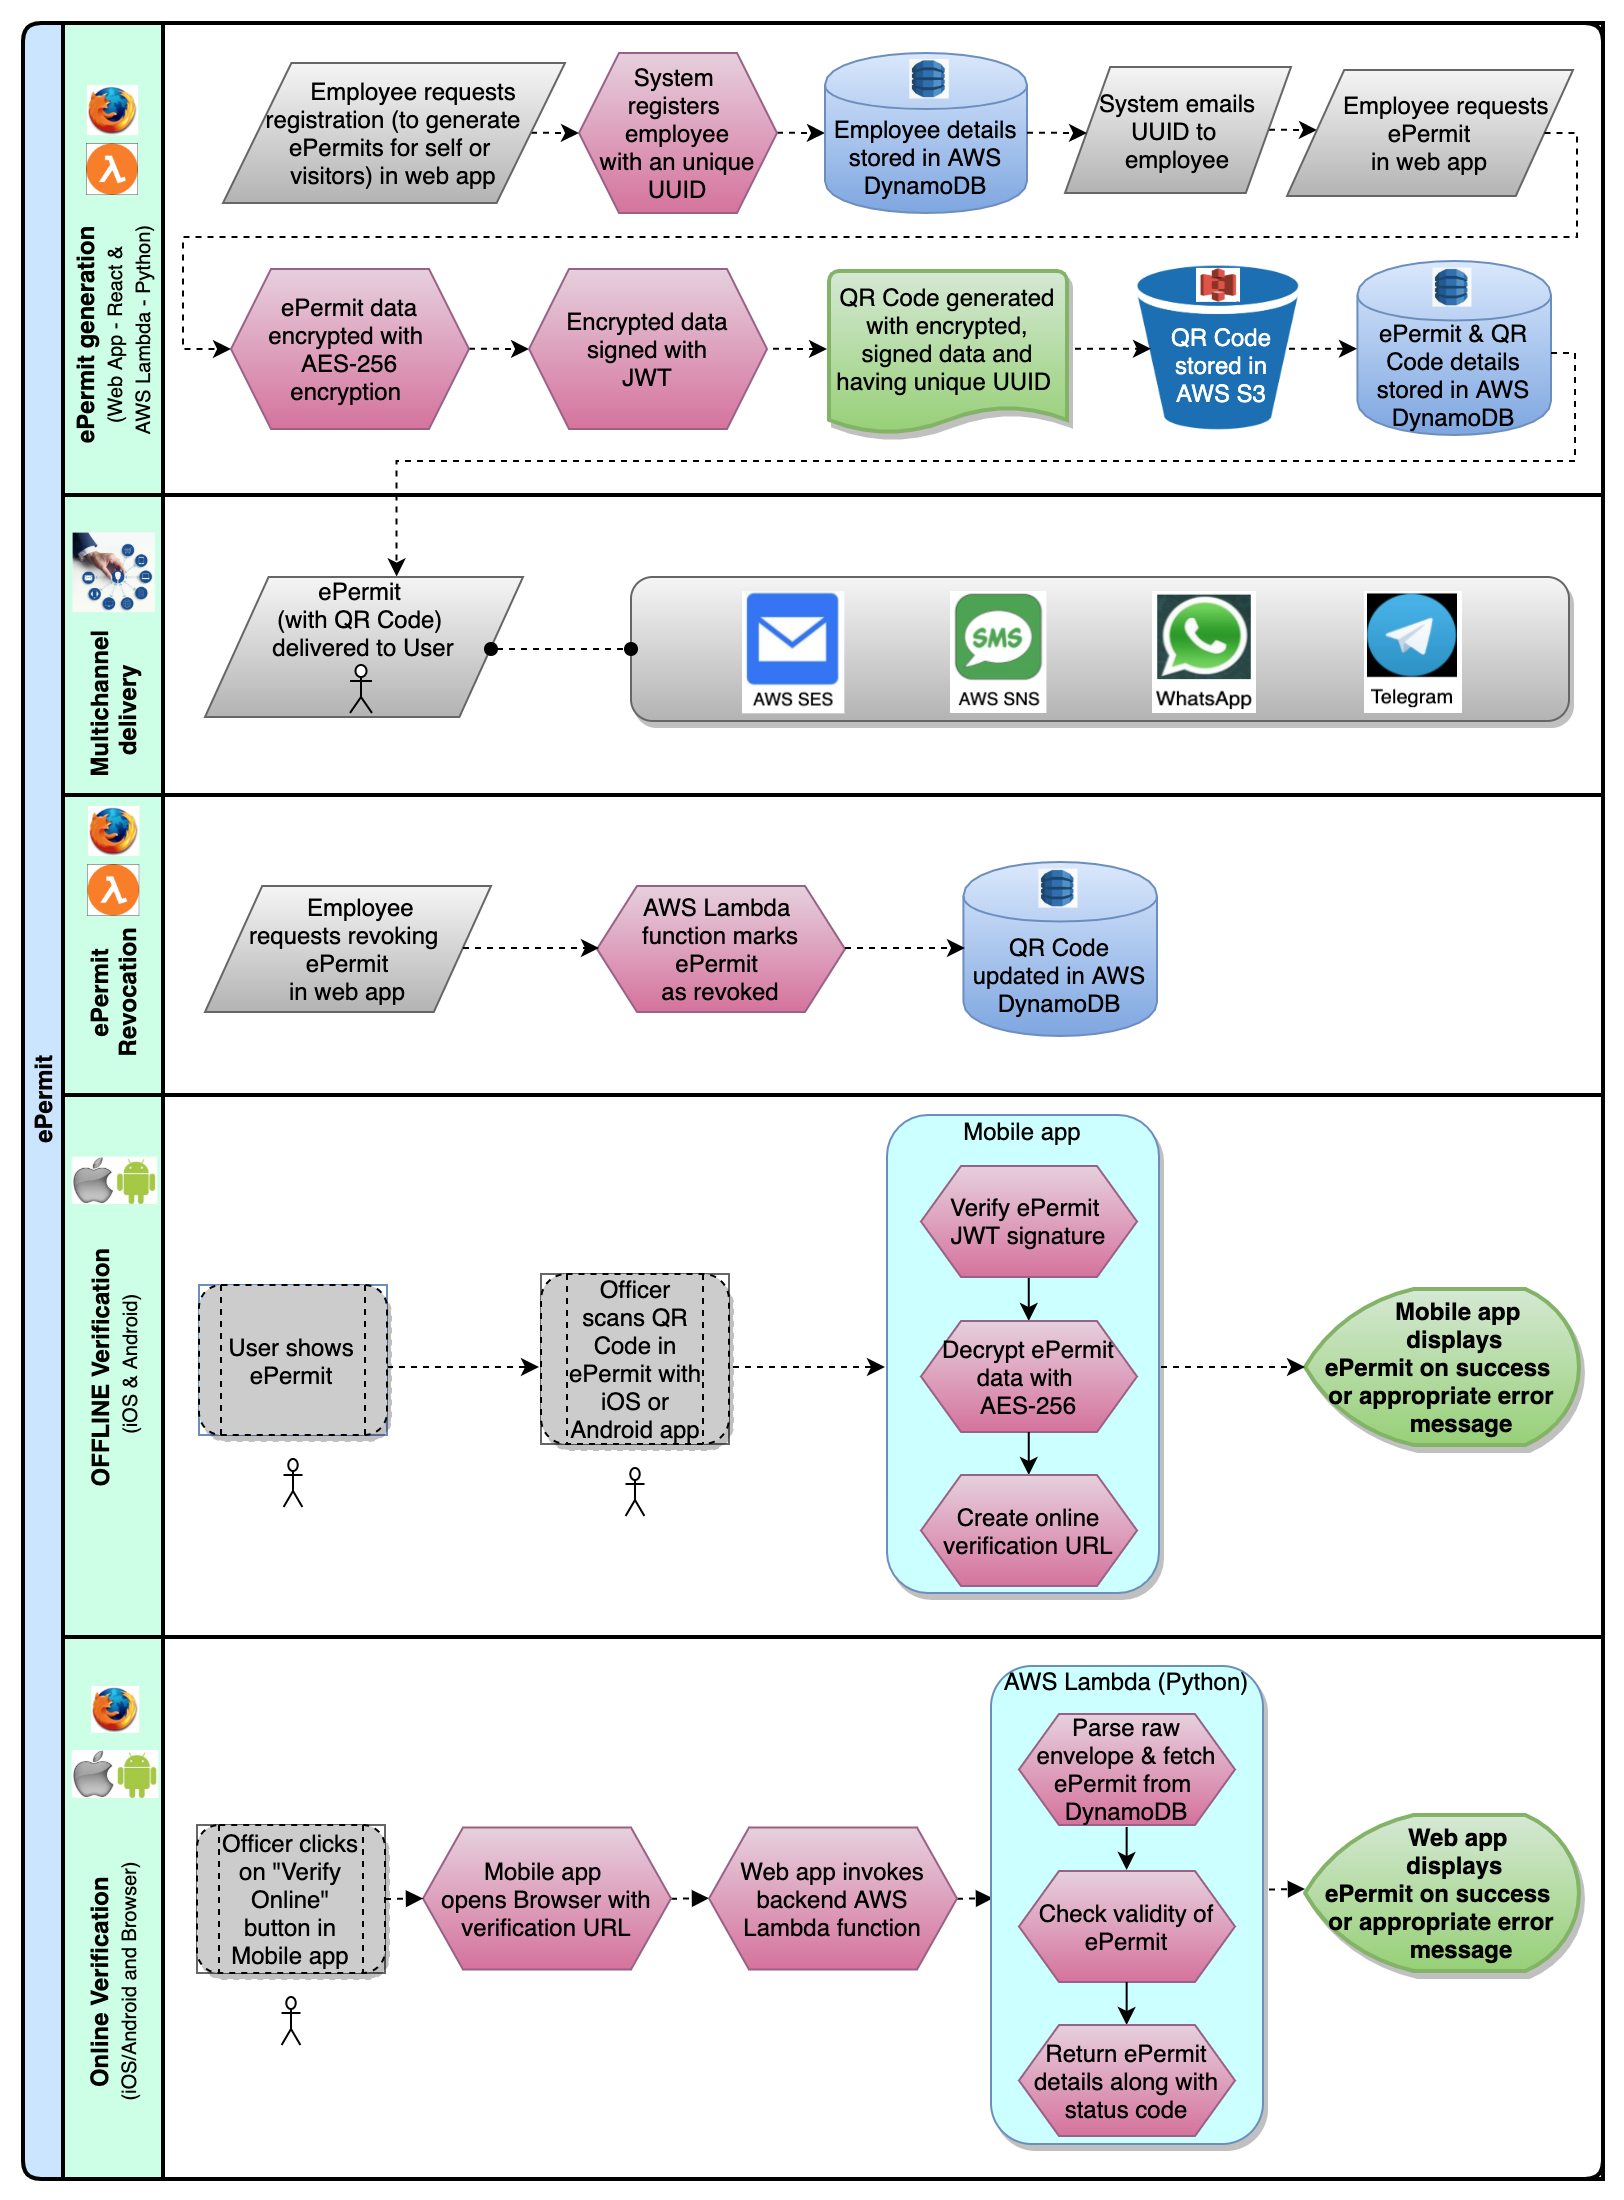 ePermit
ePermit generation
(Web App - React &
AWS Lambda - Python)
Employee requests
registration (to generate
ePermits for self or
visitors) in web app
System
registers
employee
with an unique
UUID
Employee details
stored in AWS
DynamoDB
System emails
UUID to
employee
Employee requests
ePermit
in web app
ePermit data
encrypted with
AES-256
encryption
Encrypted data
signed with
JWT
QR Code generated
with encrypted,
signed data and
having unique UUID
QR Code
stored in
AWS S3
ePermit & QR
Code details
stored in AWS
DynamoDB
Multichannel
delivery
ePermit
(with QR Code)
delivered to User
SMS
AWS SES
AWS SNS
WhatsApp
Telegram
ePermit
Revocation
Employee
requests revoking
ePermit
in web app
AWS Lambda
function marks
ePermit
as revoked
QR Code
updated in AWS
DynamoDB
OFFLINE Verification
(iOS & Android)
User shows
ePermit
Officer
scans QR
Code in
ePermit with
iOS or
Android app
Mobile app
Verify ePermit
JWT signature
Decrypt ePermit
data with
AES-256
Create online
verification URL
Mobile app
displays
ePermit on success
or appropriate error
message
Online Verification
(iOS/Android and Browser)
Officer clicks
on "Verify
Online"
button in
Mobile app
Mobile app
opens Browser with
verification URL
Web app invokes
backend AWS
Lambda function
AWS Lambda (Python)
Parse raw
envelope & fetch
ePermit from
DynamoDB
Check validity of
ePermit
Return ePermit
details along with
status code
Web app
displays
ePermit on success
or appropriate error
message